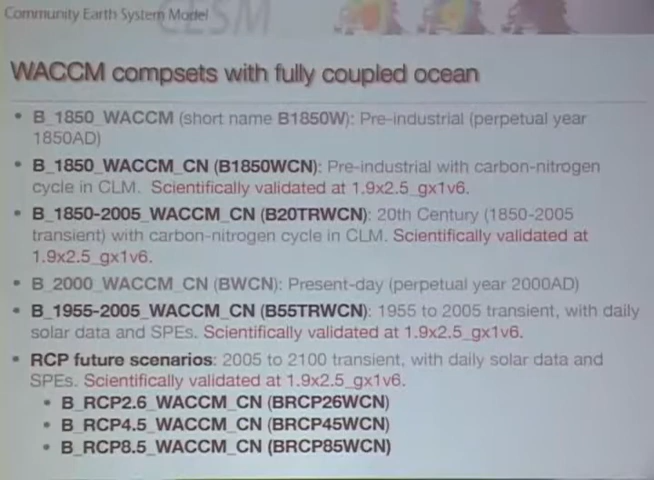 Community Earth System Model
CESM
WACCM compsets with fully coupled ocean
• B_1850_WACCM (short name B1850W): Pre-industrial (perpetual year
1850AD)
• B_1850_WACCM_CN (B1850WCN): Pre-industrial with carbon-nitrogen
cycle in CLM. Scientifically validated at 1.9x2.5_gx1v6.
• B_1850-2005_WACCM_CN (B20TRWCN): 20th Century (1850-2005
transient) with carbon-nitrogen cycle in CLM. Scientifically validated at
1.9x2.5_gx1v6.
• B_2000_WACCM_CN (BWCN): Present-day (perpetual year 2000AD)
• B_1955-2005_WACCM_CN (B55TRWCN): 1955 to 2005 transient, with daily
solar data and SPEs. Scientifically validated at 1.9x2.5_gx1v6.
• RCP future scenarios: 2005 to 2100 transient, with daily solar data and
SPEs. Scientifically validated at 1.9x2.5_gx1v6.
• B_RCP2.6_WACCM_CN (BRCP26WCN)
• B_RCP4.5_WACCM_CN (BRCP45WCN)
• B_RCP8.5_WACCM_CN (BRCP85WCN)